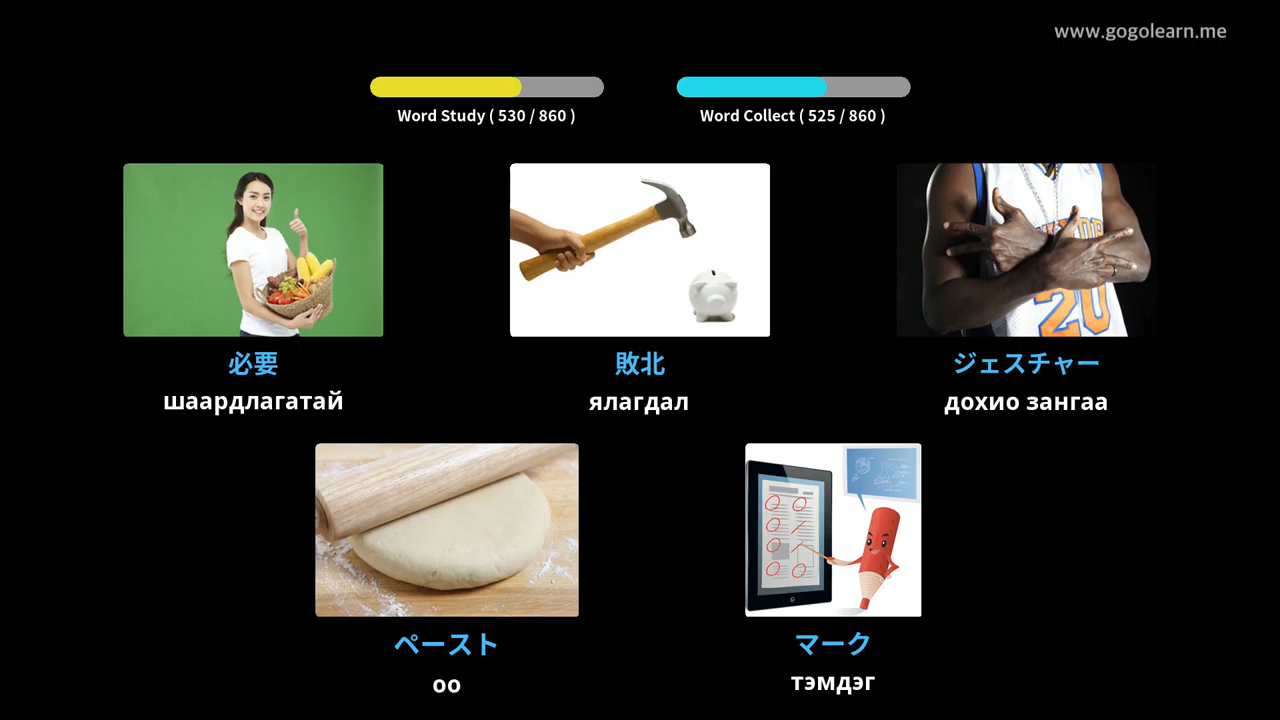 www.gogolearn.me
Word Study ( 530 / 860 )
Word Collect ( 525 / 860 )
必要
шаардлагатай
敗北
ялагдал
ジェスチャー
дохио зангаа
20
ペースト
оо
マーク
тэмдэг